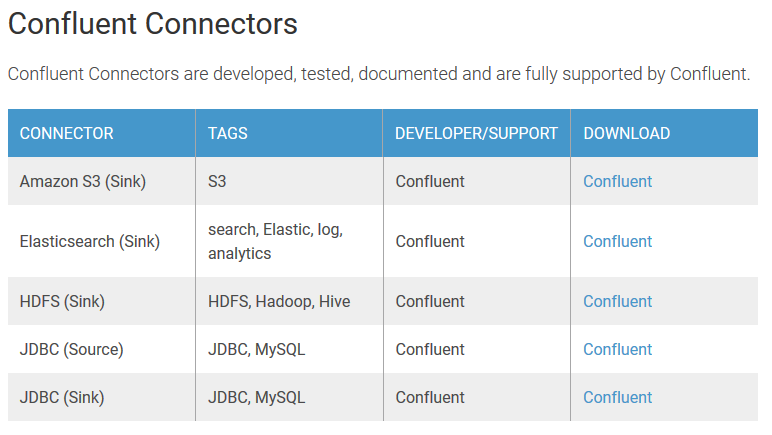 Confluent Connectors
Confluent Connectors are developed, tested, documented and are fully supported by Confluent.
CONNECTOR TAGS DEVELOPER/SUPPORT DOWNLOAD
Amazon S3 (Sink) S3 Confluent Confluent
Elasticsearch (Sink) search, Elastic, log, analytics Confluent Confluent
HDFS (Sink) HDFS, Hadoop, Hive Confluent Confluent
JDBC (Source) JDBC, MySQL Confluent Confluent
JDBC (Sink) JDBC, MySQL Confluent Confluent